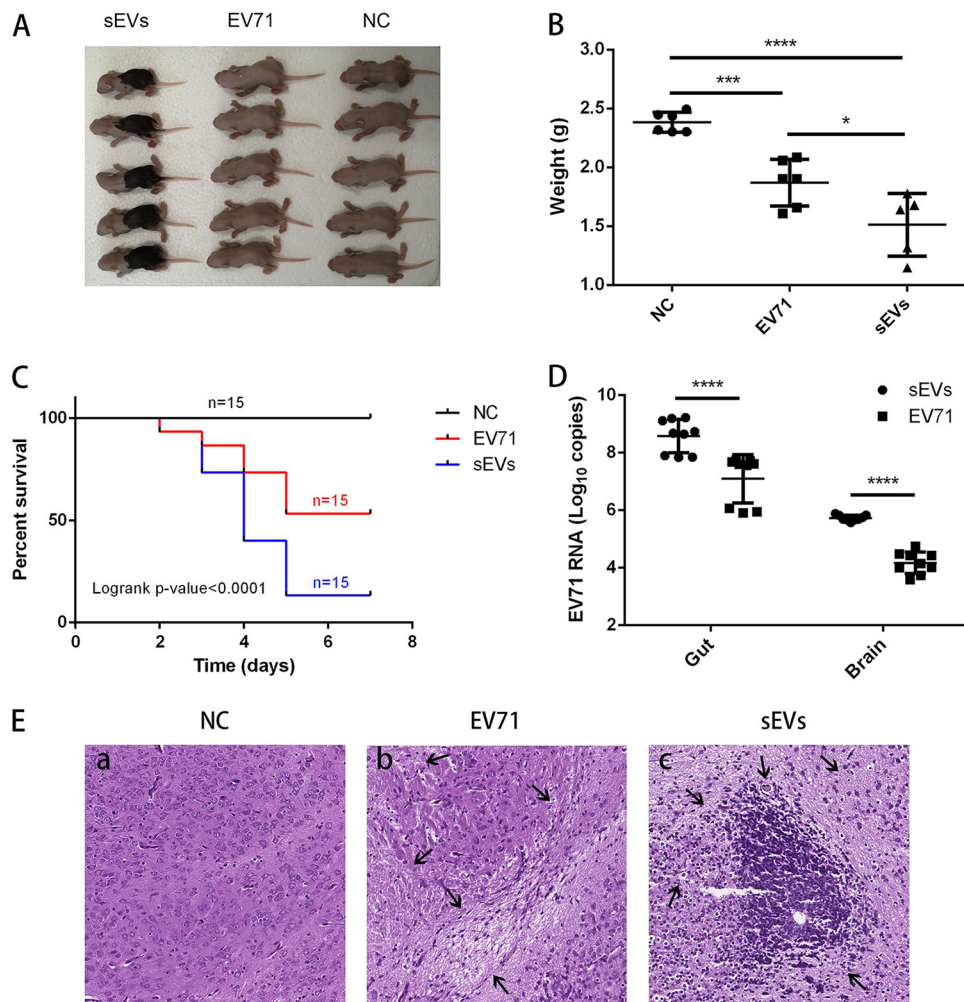 A
sEVs EV71 NC
B
****
***
*
Weight (g)
3.0
2.5
2.0
1.5
1.0
NC EV71 sEVs
C
n=15
NC
EV71
sEVs
Percent survival
100
50
0
n=15
n=15
Logrank p-value<0.0001
0 2 4 6 8
Time (days)
D
sEVs
EV71
****
****
EV71 RNA (Log10 copies)
10
8
6
4
2
Gut Brain
E
NC EV71 sEVs
a b c